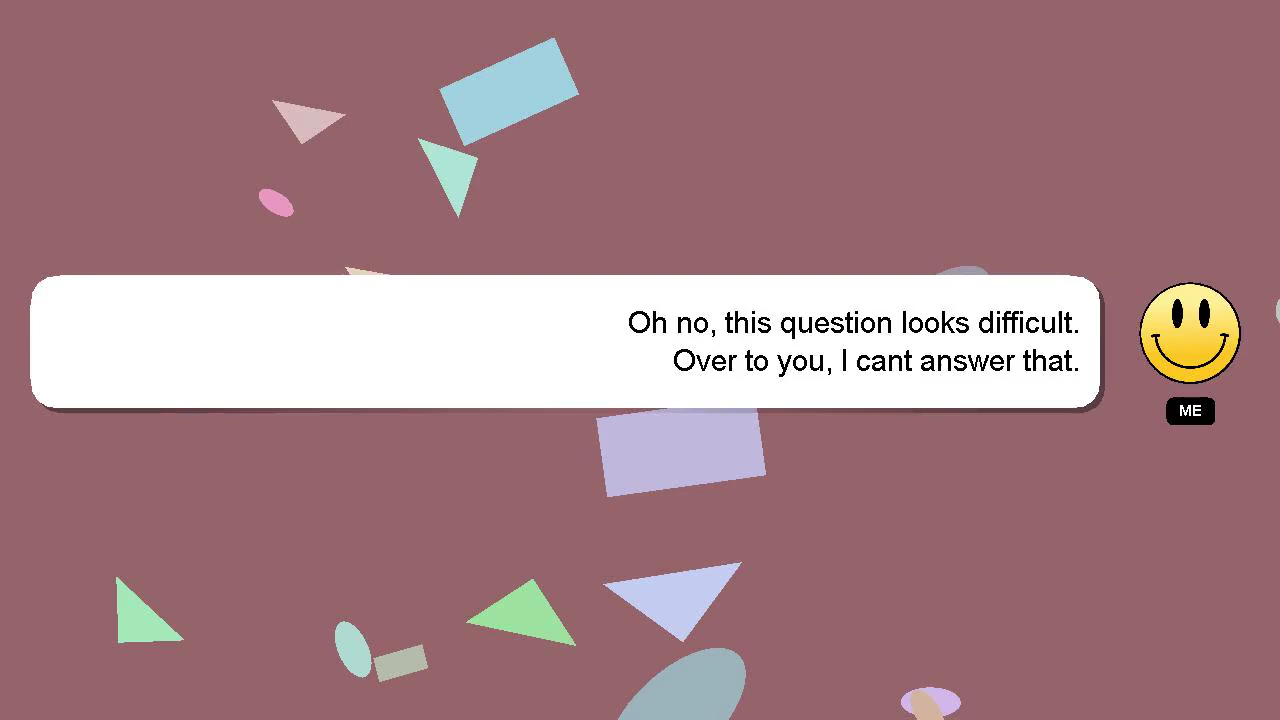 Oh no, this question looks difficult.
Over to you, I cant answer that.
ME